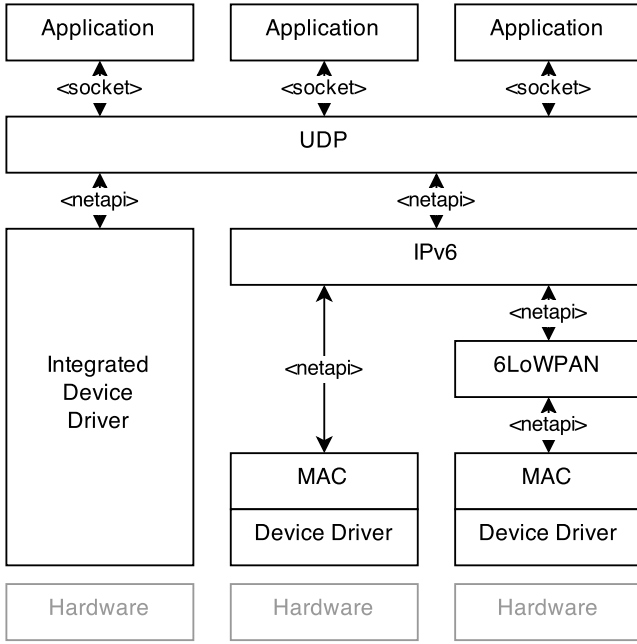 Application Application Application
<socket> <socket> <socket>
UDP
<netapi> <netapi>
IPv6
<netapi>
Integrated
Device
Driver
<netapi>
6LoWPAN
<netapi>
MAC MAC
Device Driver Device Driver
Hardware Hardware Hardware